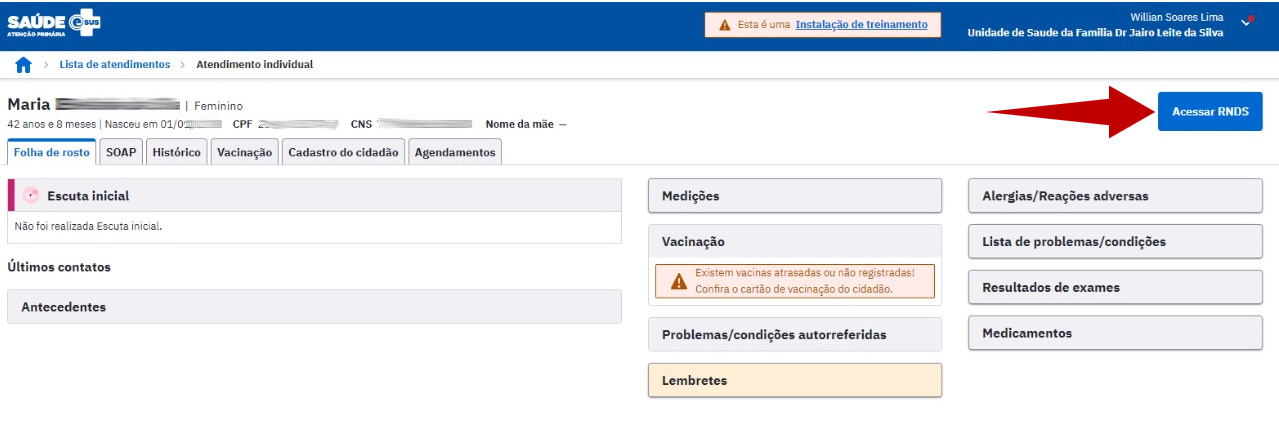 SAÚDE e SUS
ATENÇÃO PRIMÁRIA
Esta é uma Instalação de treinamento
Willian Soares Lima
Unidade de Saude da Familia Dr Jairo Leite da Silva
Lista de atendimentos > Atendimento individual
Maria | Feminino
42 anos e 8 meses | Nasceu em 01/0 CPF CNS Nome da mãe —
Acessar RNDS
Folha de rosto SOAP Histórico Vacinação Cadastro do cidadão Agendamentos
Escuta inicial
Não foi realizada Escuta inicial.
Últimos contatos
Antecedentes
Medições
Vacinação
Existem vacinas atrasadas ou não registradas!
Confira o cartão de vacinação do cidadão.
Problemas/condições autorreferidas
Lembretes
Alergias/Reações adversas
Lista de problemas/condições
Resultados de exames
Medicamentos